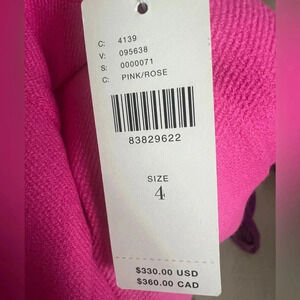 C: 4139
V: 095638
S: 0000071
C: PINK/ROSE
83829622
SIZE
4
$330.00 USD
$360.00 CAD